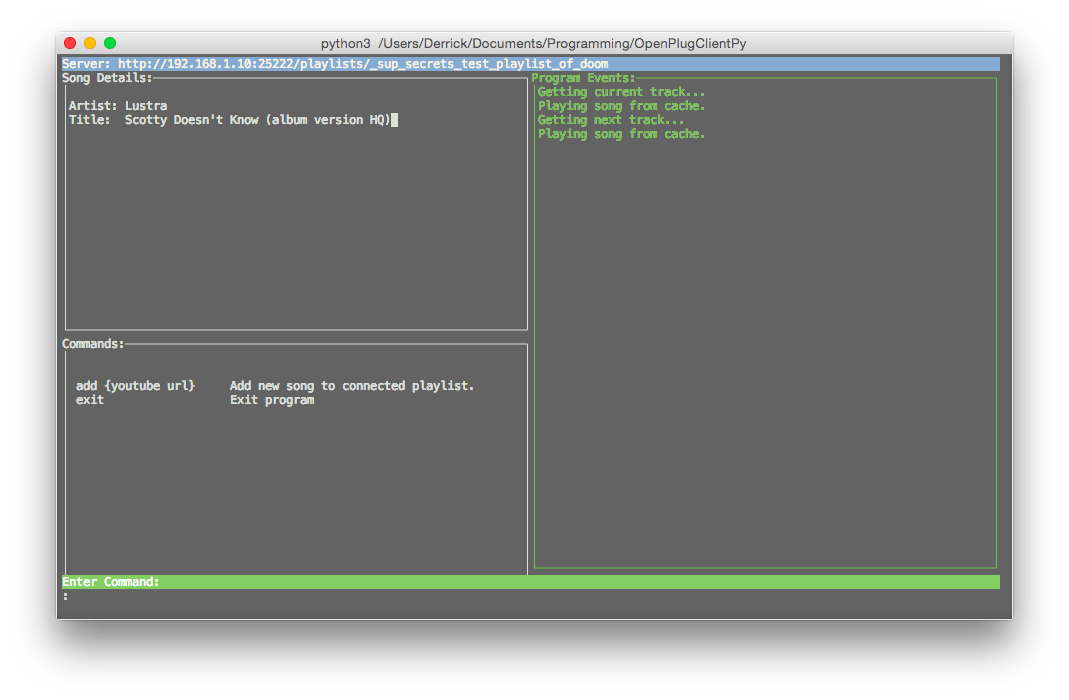 python3 /Users/Derrick/Documents/Programming/OpenPlugClientPy
Server: http://192.168.1.10:25222/playlists/_sup_secrets_test_playlist_of_doom
Song Details:
Artist: Lustra
Title: Scotty Doesn't Know (album version HQ)
Program Events:
Getting current track...
Playing song from cache.
Getting next track...
Playing song from cache.
Commands:
add {youtube url} Add new song to connected playlist.
exit Exit program
Enter Command:
: